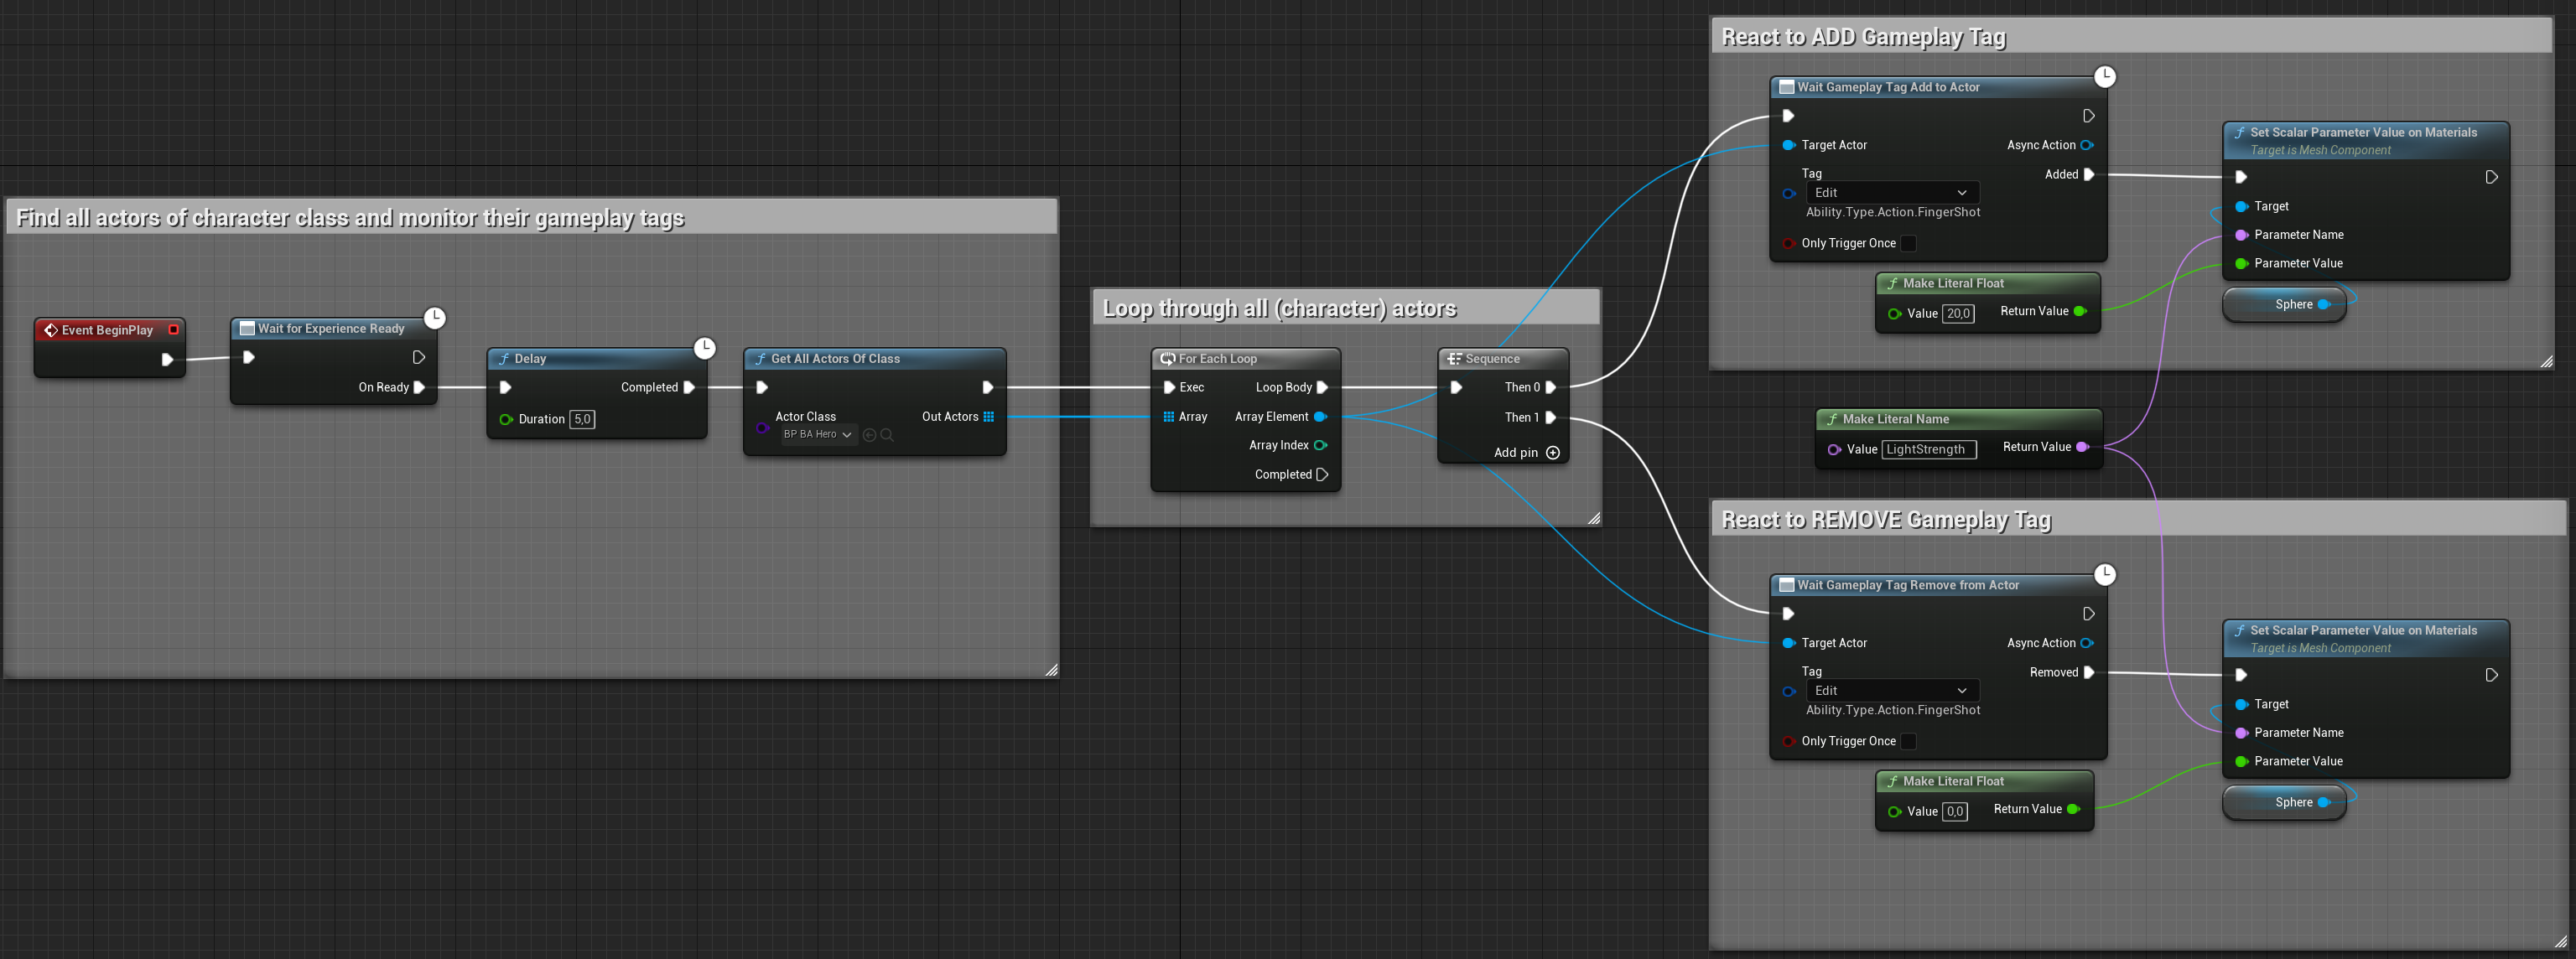 Find all actors of character class and monitor their gameplay tags
Event BeginPlay
Wait for Experience Ready
On Ready
Delay
Completed
Duration 5,0
Get All Actors Of Class
Actor Class
BP BA Hero
Out Actors
Loop through all (character) actors
For Each Loop
Exec
Loop Body
Array
Array Element
Array Index
Completed
Sequence
Then 0
Then 1
Add pin
React to ADD Gameplay Tag
Wait Gameplay Tag Add to Actor
Target Actor
Async Action
Tag
Added
Edit
Ability.Type.Action.FingerShot
Only Trigger Once
Make Literal Float
Value 20,0
Return Value
Set Scalar Parameter Value on Materials
Target is Mesh Component
Target
Parameter Name
Parameter Value
Sphere
Make Literal Name
Value LightStrength
Return Value
React to REMOVE Gameplay Tag
Wait Gameplay Tag Remove from Actor
Target Actor
Async Action
Tag
Removed
Edit
Ability.Type.Action.FingerShot
Only Trigger Once
Make Literal Float
Value 0,0
Return Value
Set Scalar Parameter Value on Materials
Target is Mesh Component
Target
Parameter Name
Parameter Value
Sphere